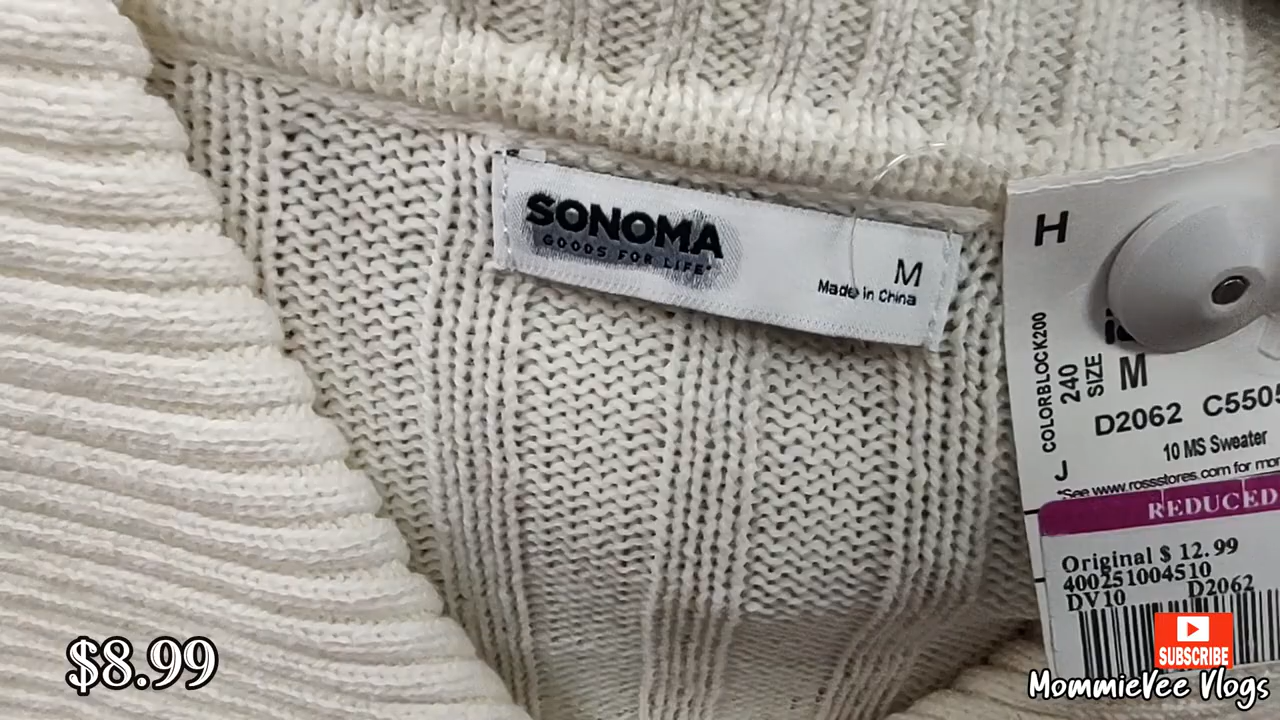 SONOMA
GOODS FOR LIFE
M
Made in China
H
COLORBLOCK200
240
SIZE
M
D2062 C5505
10 MS Sweater
J
*See www.rossstores.com for
REDUCED
Original $ 12.99
400251004510
DV10 D2062
$8.99
SUBSCRIBE
MommieVee Vlogs